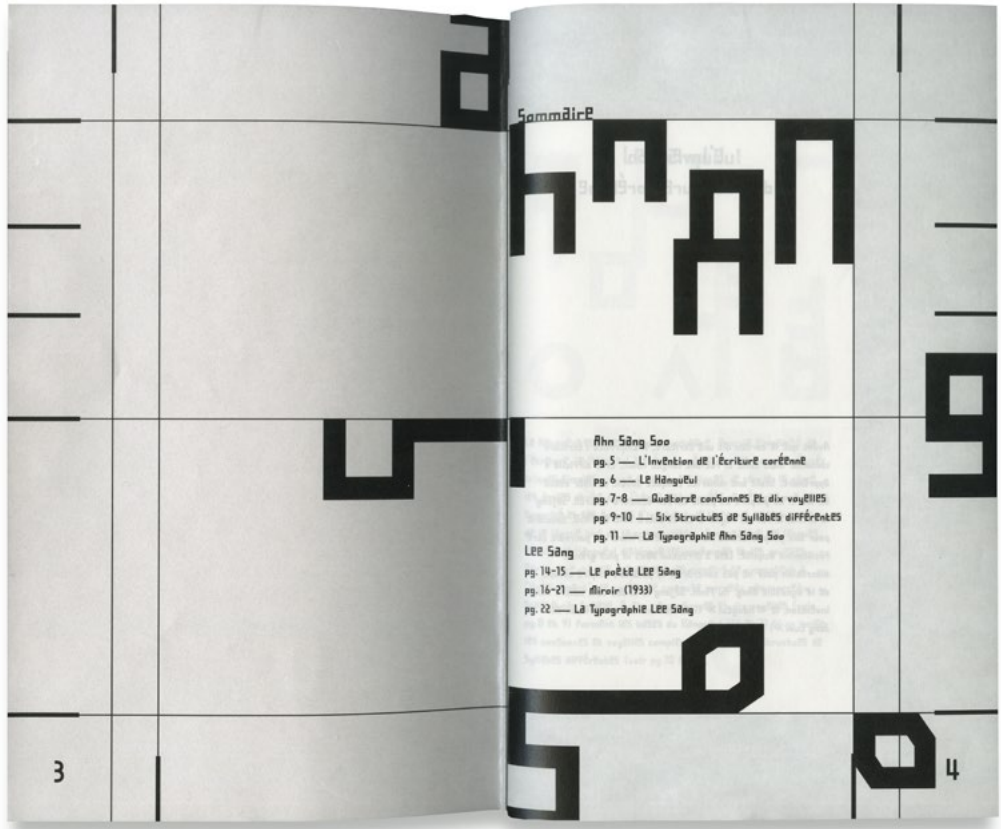 Sommaire
Ahn Sang Soo
pg. 5 — L'Invention de l'Écriture coréenne
pg. 6 — Le Hangueul
pg. 7-8 — Quatorze consonnes et dix voyelles
pg. 9-10 — Six Structues de Syllabes différentes
pg. 11 — La Typographie Ahn Sang Soo
Lee Sang
pg. 14-15 — Le poète Lee Sang
pg. 16-21 — Miroir (1933)
pg. 22 — La Typographie Lee Sang
3
4